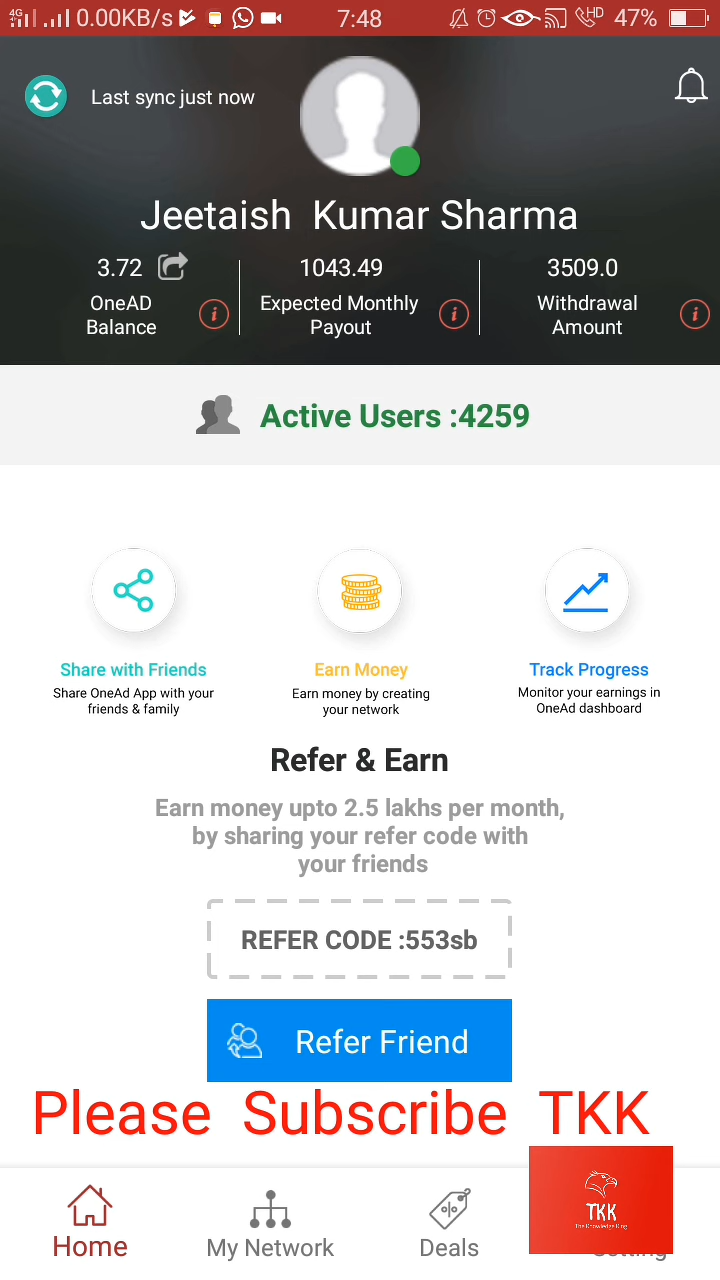 4G 0.00KB/s 7:48 HD 47%
Last sync just now
Jeetaish Kumar Sharma
3.72 1043.49 3509.0
OneAD Balance
Expected Monthly Payout
Withdrawal Amount
Active Users :4259
Share with Friends
Share OneAd App with your
friends & family
Earn Money
Earn money by creating
your network
Track Progress
Monitor your earnings in
OneAd dashboard
Refer & Earn
Earn money upto 2.5 lakhs per month,
by sharing your refer code with
your friends
REFER CODE :553sb
Refer Friend
Please Subscribe TKK
TKK
The Knowledge King
Home My Network Deals